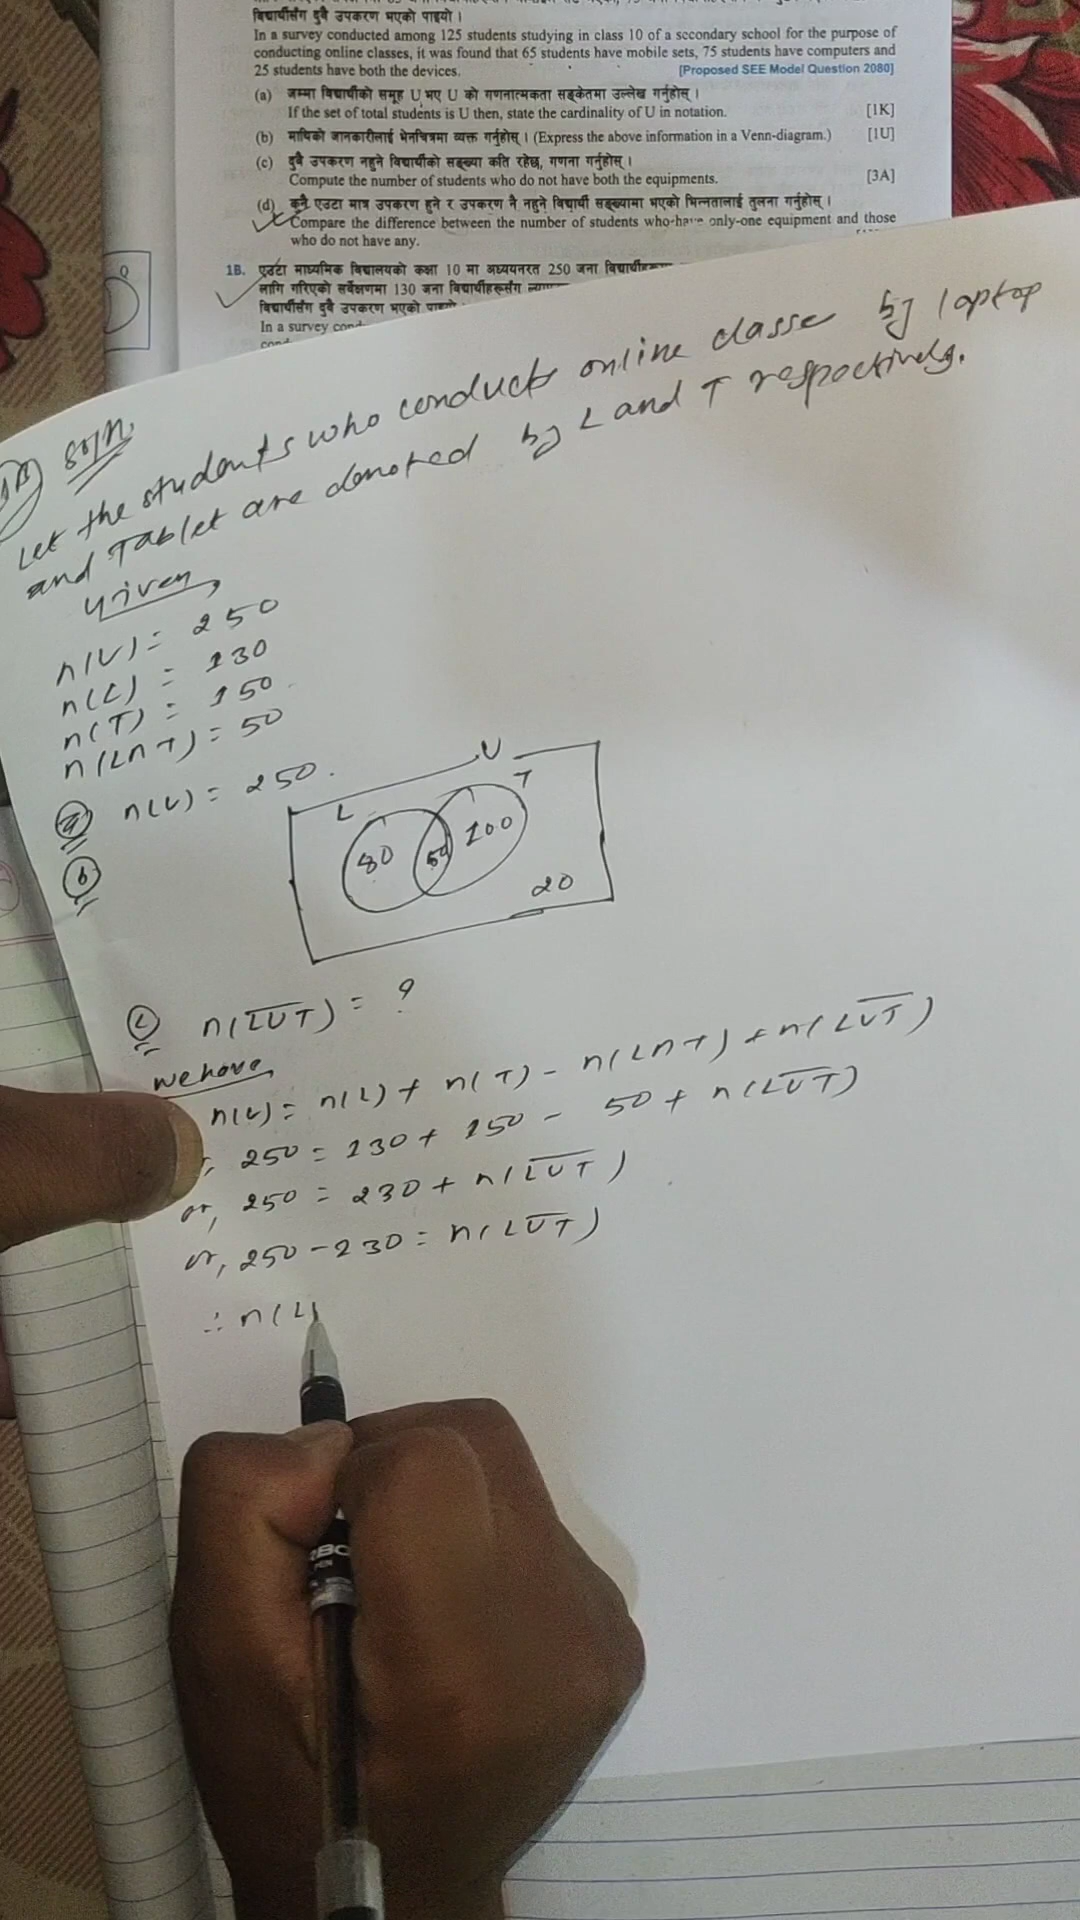 विद्यार्थीसँग दुवै उपकरण भएको पाइयो ।
In a survey conducted among 125 students studying in class 10 of a secondary school for the purpose of
conducting online classes, it was found that 65 students have mobile sets, 75 students have computers and
25 students have both the devices. [Proposed SEE Model Question 2080]
(a) जम्मा विद्यार्थीको समूह U भए U को गणनात्मकता सङ्केतमा उल्लेख गर्नुहोस् ।
If the set of total students is U then, state the cardinality of U in notation. [1K]
(b) माथिको जानकारीलाई भेनचित्रमा व्यक्त गर्नुहोस् । (Express the above information in a Venn-diagram.) [1U]
(c) दुवै उपकरण नहुने विद्यार्थीको सङ्ख्या कति रहेछ, गणना गर्नुहोस् ।
Compute the number of students who do not have both the equipments. [3A]
(d) कुनै एउटा मात्र उपकरण हुने र उपकरण नै नहुने विद्यार्थी सङ्ख्यामा भएको भिन्नतालाई तुलना गर्नुहोस् ।
Compare the difference between the number of students who have only one equipment and those
who do not have any.
1B. एउटा माध्यमिक विद्यालयको कक्षा 10 मा अध्ययनरत 250 जना
लागि गरिएको सर्वेक्षणमा 130 जना विद्यार्थीहरूसँग
विद्यार्थीसँग दुवै उपकरण भएको
In a survey
Soln,
Let the students who conducts online classe by laptop
and Tablet are denoted by L and T respectively.
Given,
n(U) = 250
n(L) = 130
n(T) = 150
n(L∩T) = 50
(a) n(U) = 250.
(b)
U
L T
80 50 100
20
(c) n(L̅U̅T̅) = ?
We have,
n(U) = n(L) + n(T) - n(L∩T) + n(L̅U̅T̅)
250 = 130 + 150 - 50 + n(L̅U̅T̅)
or, 250 = 230 + n(L̅U̅T̅)
or, 250 - 230 = n(L̅U̅T̅)
∴ n(L